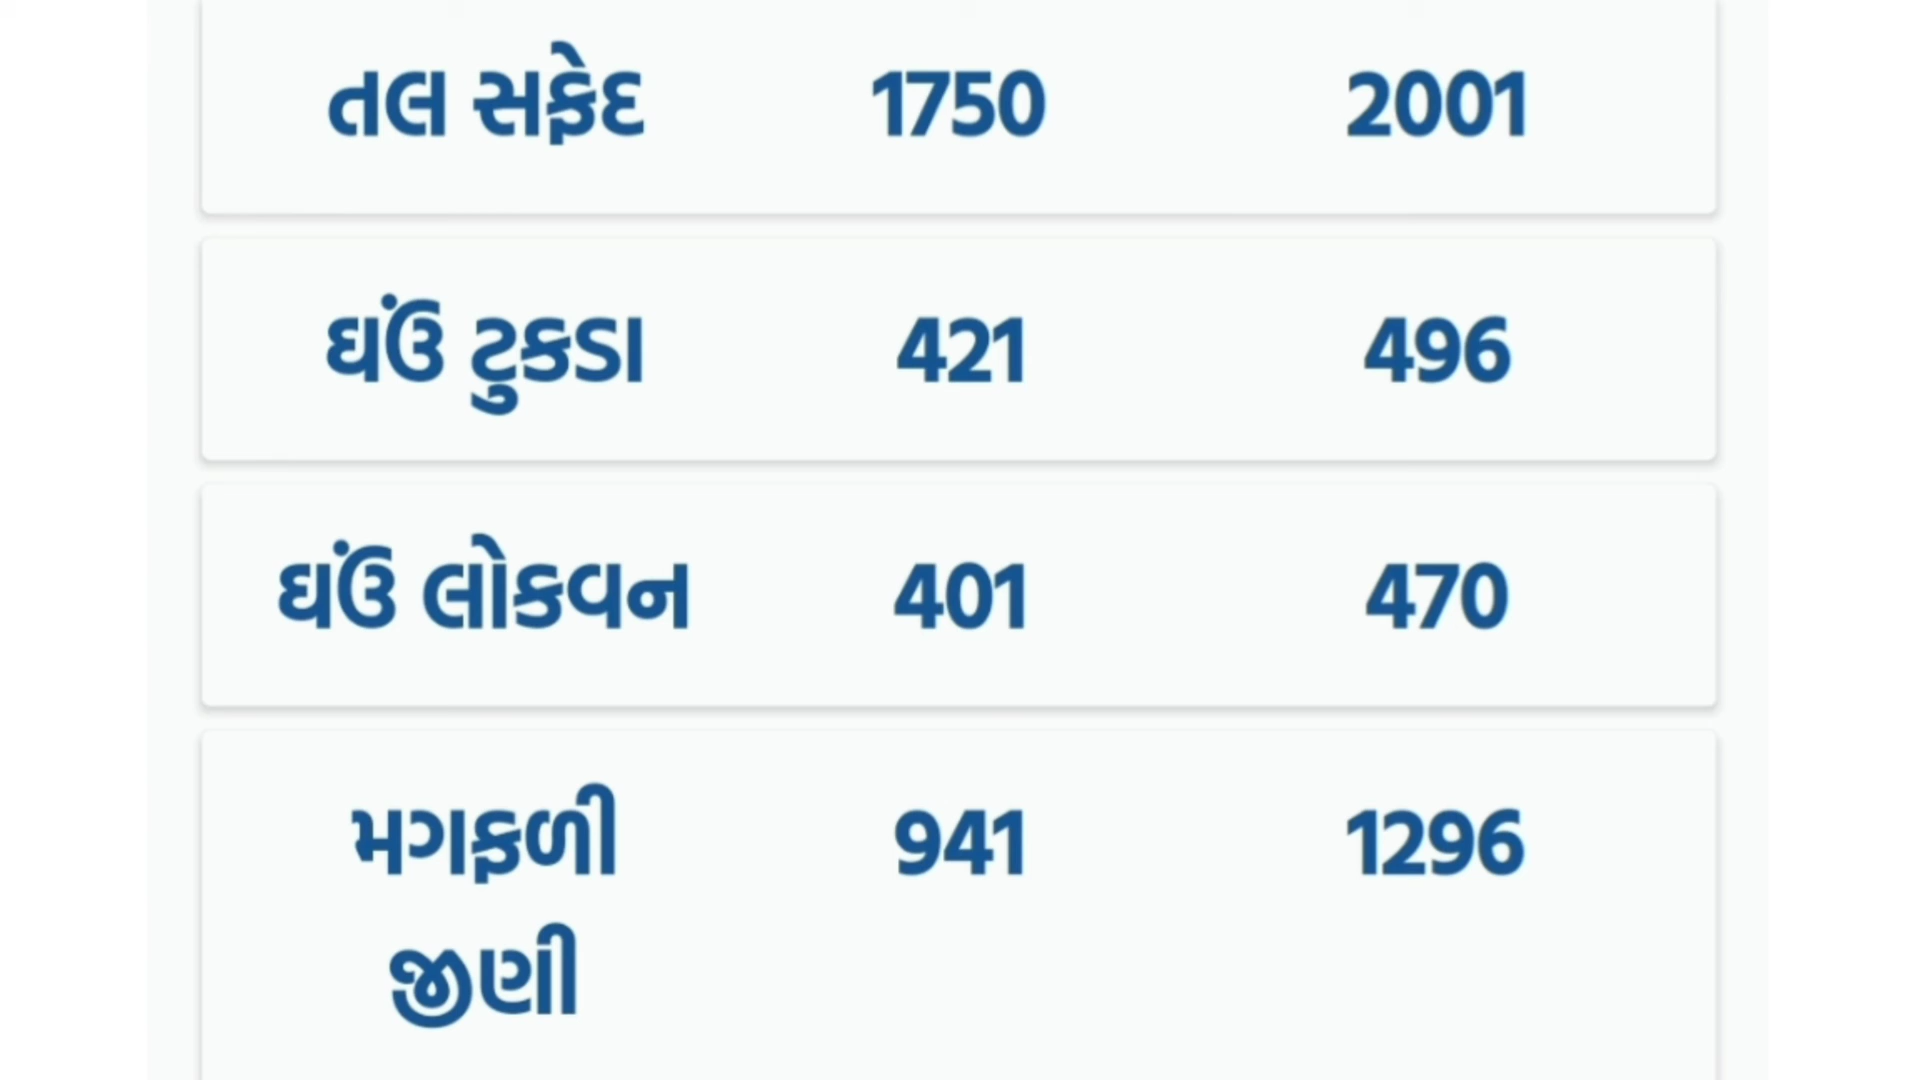 તલ સફેદ 1750 2001
ઘઉં ટુકડા 421 496
ઘઉં લોકવન 401 470
મગફળી 941 1296
જીણી